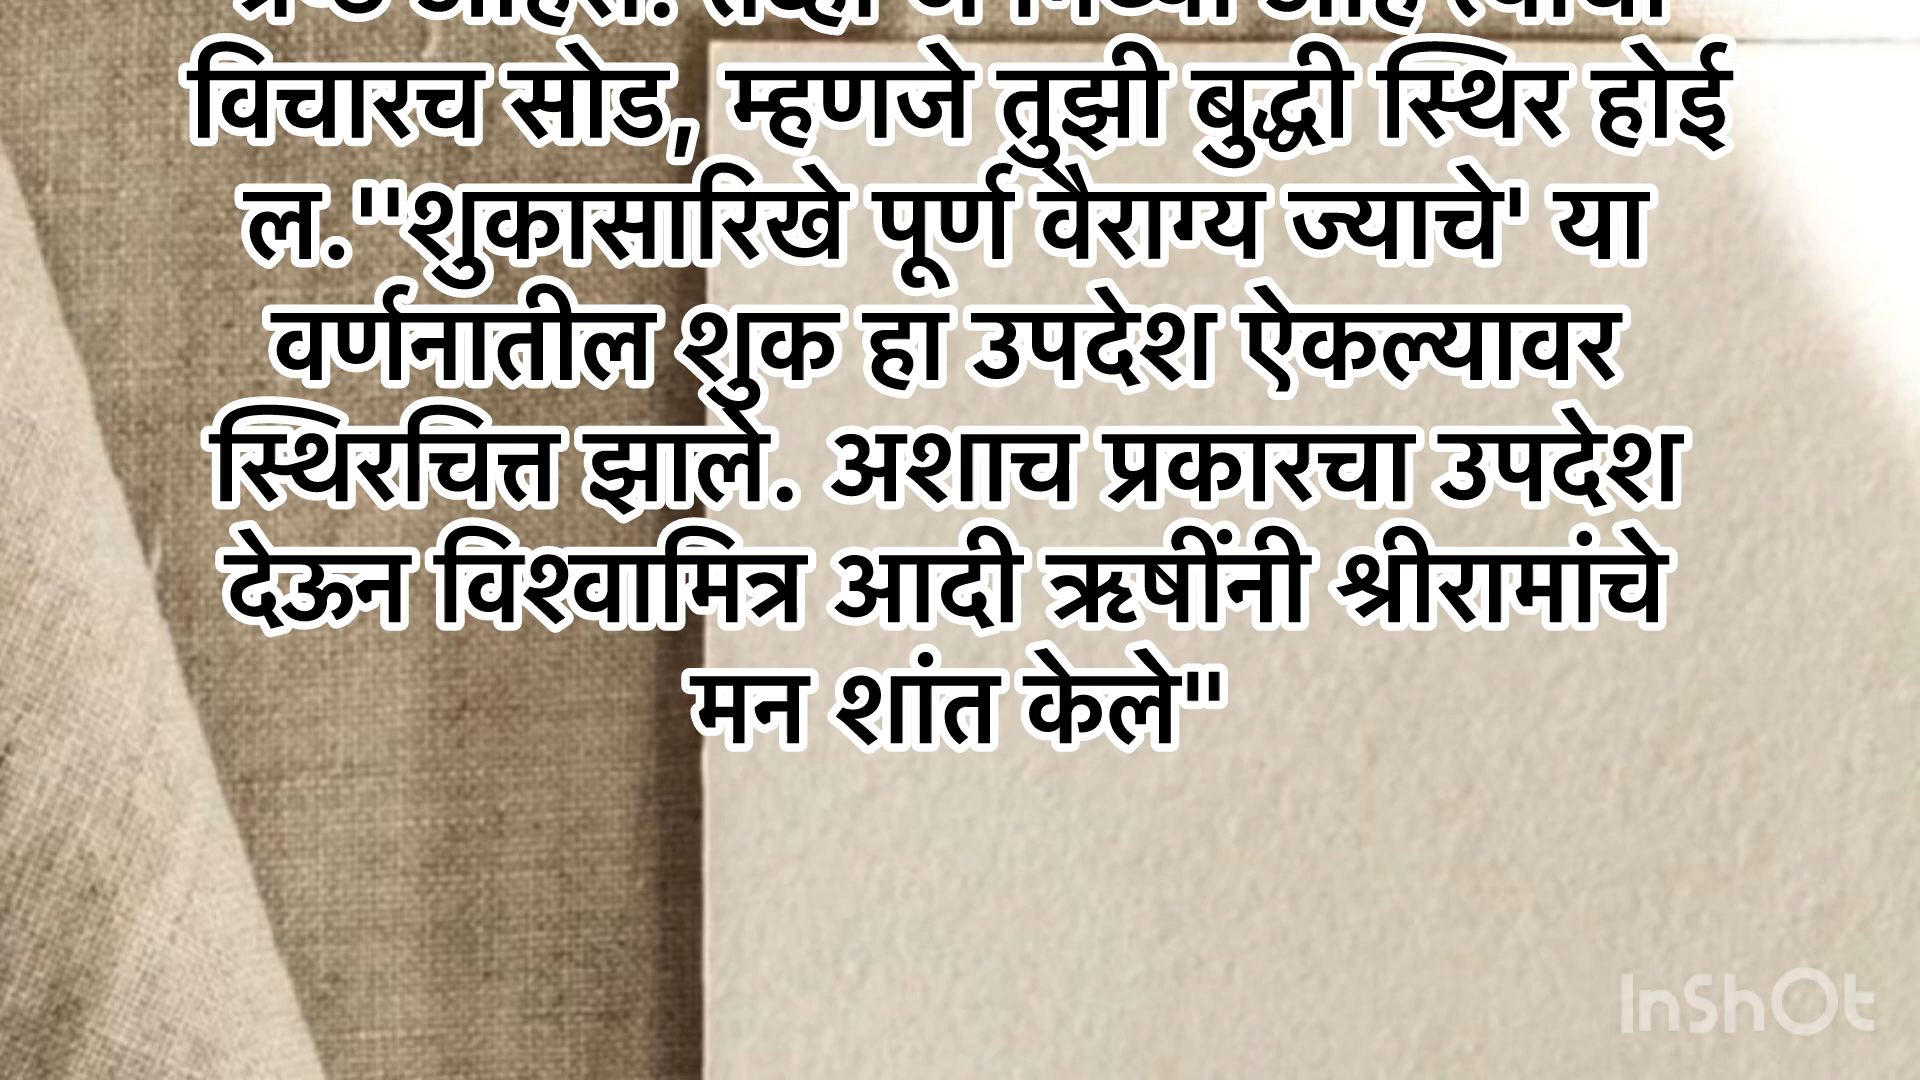 विचारच सोड, म्हणजे तुझी बुद्धी स्थिर होई
ल."शुकासारिखे पूर्ण वैराग्य ज्याचे' या
वर्णनातील शुक हा उपदेश ऐकल्यावर
स्थिरचित्त झाले. अशाच प्रकारचा उपदेश
देऊन विश्वामित्र आदी ऋषींनी श्रीरामांचे
मन शांत केले"
InShOt